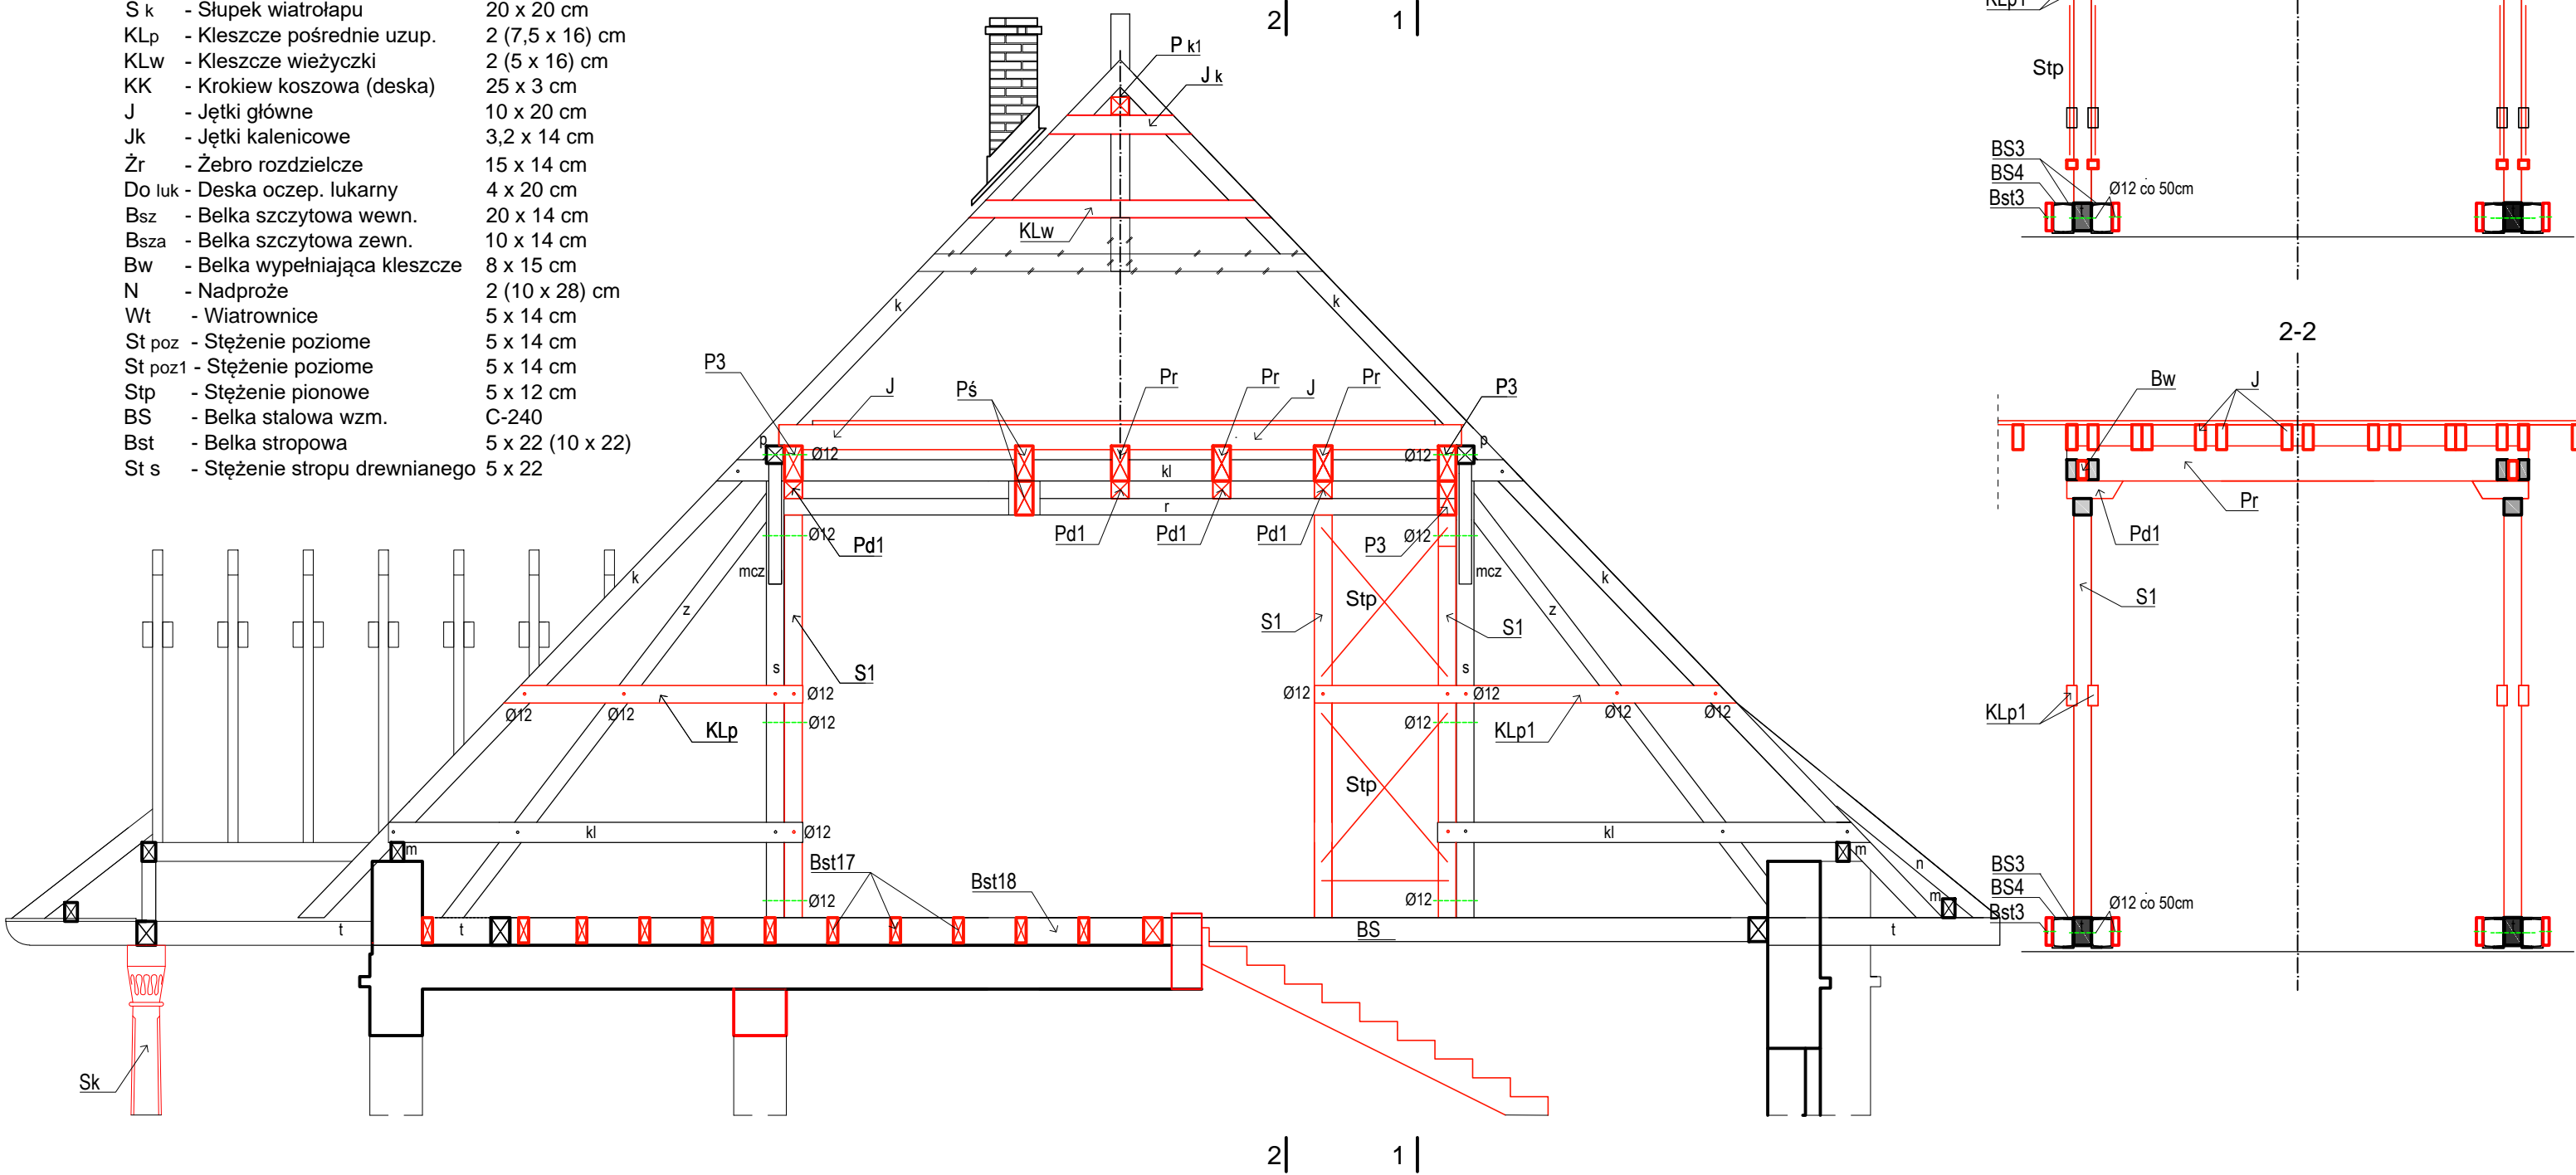 S k - Słupek wiatrołapu 20 x 20 cm
KLp - Kleszcze pośrednie uzup. 2 (7,5 x 16) cm
KLw - Kleszcze wieżyczki 2 (5 x 16) cm
KK - Krokiew koszowa (deska) 25 x 3 cm
J - Jętki główne 10 x 20 cm
Jk - Jętki kalenicowe 3,2 x 14 cm
Żr - Żebro rozdzielcze 15 x 14 cm
Do luk - Deska oczep. lukarny 4 x 20 cm
Bsz - Belka szczytowa wewn. 20 x 14 cm
Bsza - Belka szczytowa zewn. 10 x 14 cm
Bw - Belka wypełniająca kleszcze 8 x 15 cm
N - Nadproże 2 (10 x 28) cm
Wt - Wiatrownice 5 x 14 cm
St poz - Stężenie poziome 5 x 14 cm
St poz1 - Stężenie poziome 5 x 14 cm
Stp - Stężenie pionowe 5 x 12 cm
BS - Belka stalowa wzm. C-240
Bst - Belka stropowa 5 x 22 (10 x 22)
St s - Stężenie stropu drewnianego 5 x 22
2 1
P k1
J k
KLw
k k
P3 J Pś Pr Pr J Pr P3
p Ø12 Ø12 p
kl
r
Ø12 Pd1 Pd1 Pd1 Pd1 P3 Ø12
mcz mcz
k z Stp z k
S1 S1
s S1 s
Ø12 Ø12 Ø12
Ø12 Ø12 Ø12 Ø12 Ø12 Ø12
KLp KLp1
Stp
kl Ø12 kl
m m
Bst17 Bst18 n
Ø12 Ø12 m
t t BS t
Sk
2 1
KLp1
Stp
BS3
BS4
Bst3
Ø12 co 50cm
t
2-2
Bw J
Pr
Pd1
S1
KLp1
BS3
BS4
Bst3
Ø12 co 50cm
t